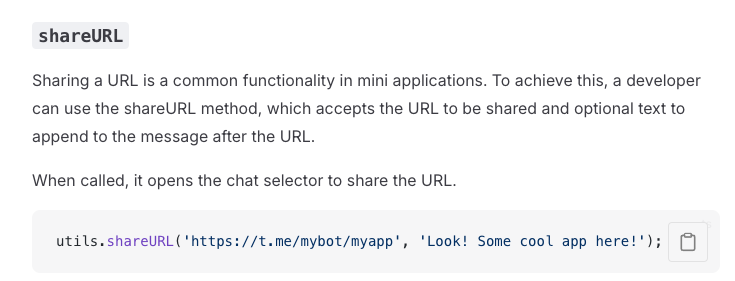 shareURL
Sharing a URL is a common functionality in mini applications. To achieve this, a developer
can use the shareURL method, which accepts the URL to be shared and optional text to
append to the message after the URL.
When called, it opens the chat selector to share the URL.
utils.shareURL('https://t.me/mybot/myapp', 'Look! Some cool app here!');